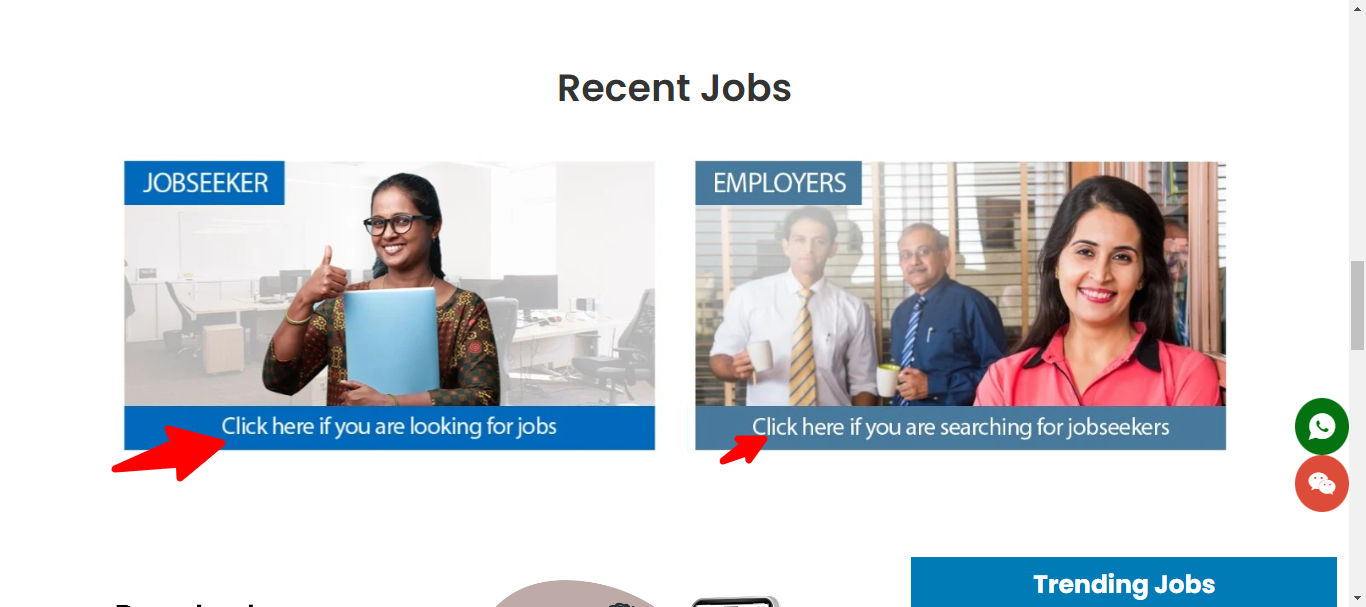 Recent Jobs
JOBSEEKER
Click here if you are looking for jobs
EMPLOYERS
Click here if you are searching for jobseekers
Trending Jobs